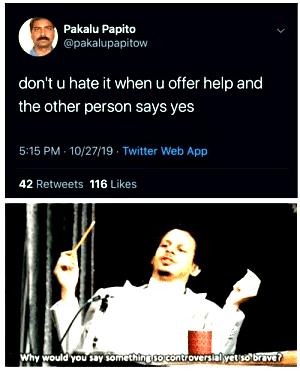 Pakalu Papito
@pakalupapitow
don't u hate it when u offer help and
the other person says yes
5:15 PM · 10/27/19 · Twitter Web App
42 Retweets 116 Likes
Why would you say something so controversial yet so brave?